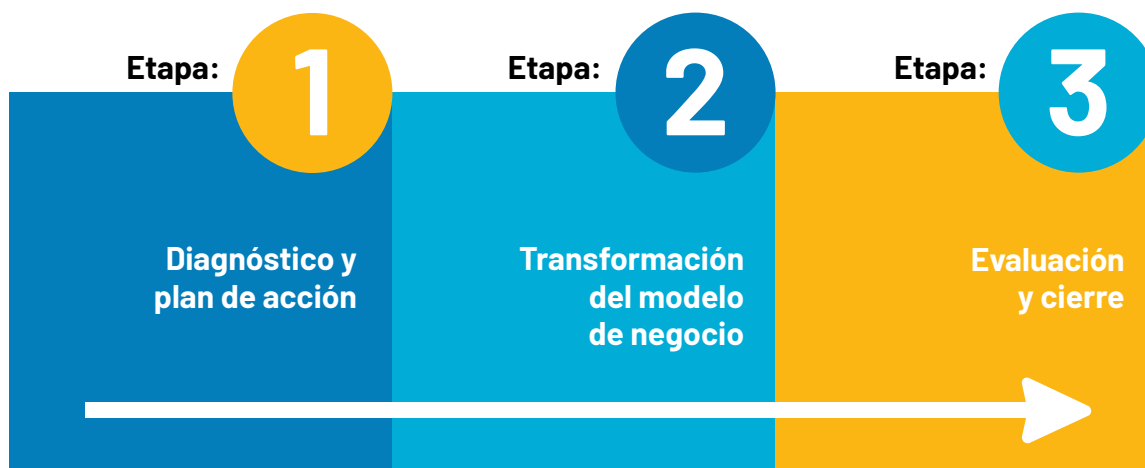 Etapa: 1
Diagnóstico y
plan de acción
Etapa: 2
Transformación
del modelo
de negocio
Etapa: 3
Evaluación
y cierre